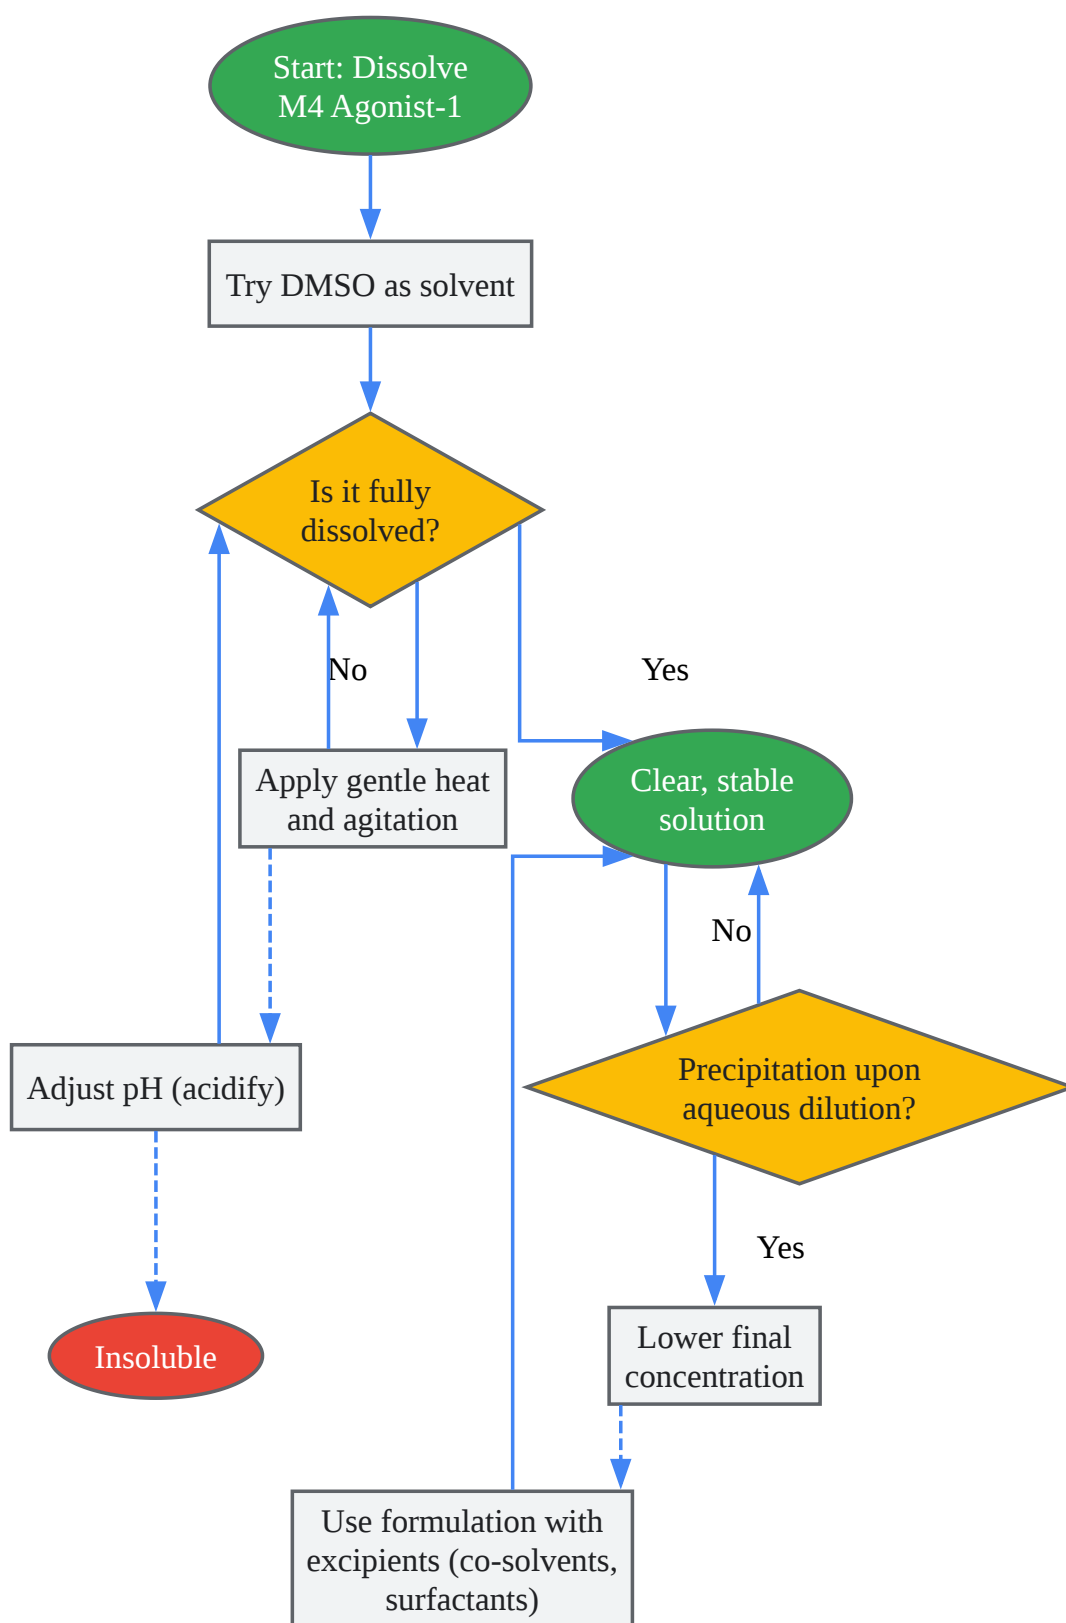 Start: Dissolve
M4 Agonist-1
Try DMSO as solvent
Is it fully
dissolved?
No
Yes
Apply gentle heat
and agitation
Clear, stable
solution
No
Adjust pH (acidify)
Precipitation upon
aqueous dilution?
Yes
Insoluble
Lower final
concentration
Use formulation with
excipients (co-solvents,
surfactants)